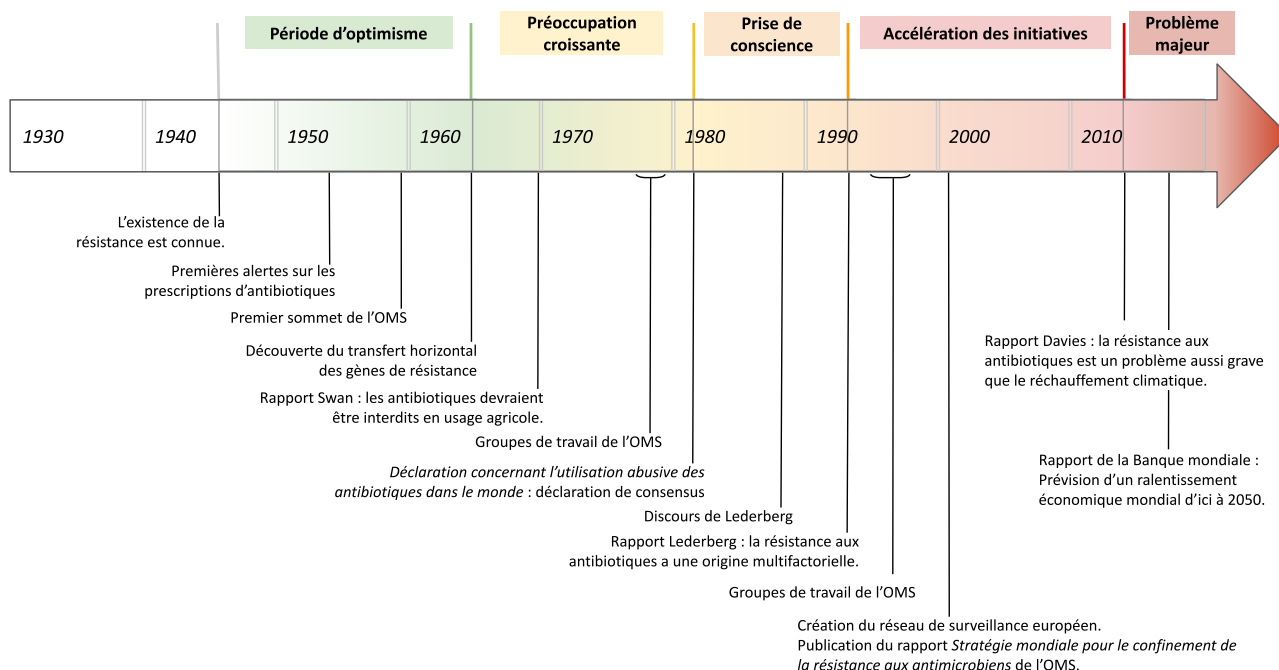 Période d’optimisme
Préoccupation
croissante
Prise de
conscience
Accélération des initiatives
Problème
majeur
1930
1940
1950
1960
1970
1980
1990
2000
2010
L’existence de la
résistance est connue.
Premières alertes sur les
prescriptions d’antibiotiques
Premier sommet de l’OMS
Découverte du transfert horizontal
des gènes de résistance
Rapport Swan : les antibiotiques devraient
être interdits en usage agricole.
Groupes de travail de l’OMS
Déclaration concernant l’utilisation abusive des
antibiotiques dans le monde : déclaration de consensus
Discours de Lederberg
Rapport Lederberg : la résistance aux
antibiotiques a une origine multifactorielle.
Groupes de travail de l’OMS
Création du réseau de surveillance européen.
Publication du rapport Stratégie mondiale pour le confinement de
la résistance aux antimicrobiens de l’OMS.
Rapport Davies : la résistance aux
antibiotiques est un problème aussi grave
que le réchauffement climatique.
Rapport de la Banque mondiale :
Prévision d’un ralentissement
économique mondial d’ici à 2050.